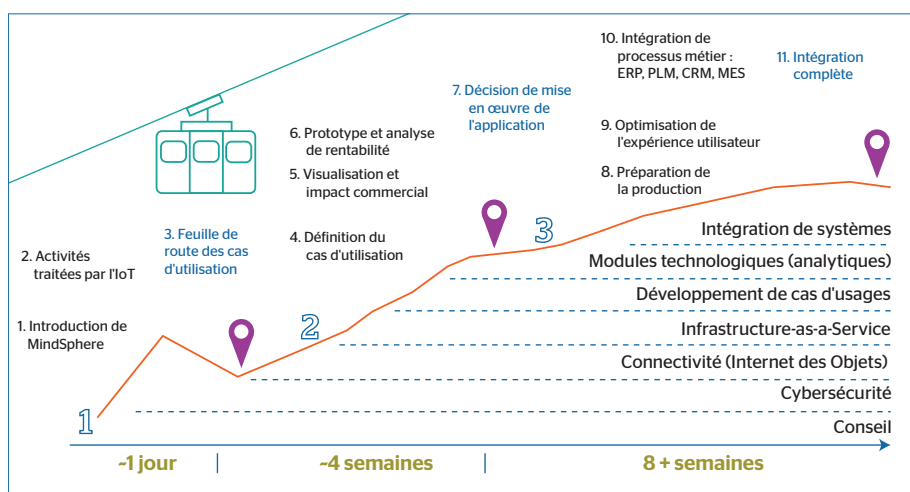 10. Intégration de
processus métier :
ERP, PLM, CRM, MES
11. Intégration
complète
7. Décision de mise
en œuvre de
l'application
6. Prototype et analyse
de rentabilité
9. Optimisation de
l'expérience utilisateur
5. Visualisation et
impact commercial
8. Préparation de
la production
2. Activités
traitées par l'IoT
3. Feuille de
route des cas
d'utilisation
4. Définition du
cas d'utilisation
1. Introduction de
MindSphere
1
2
3
Intégration de systèmes
Modules technologiques (analytiques)
Développement de cas d'usages
Infrastructure-as-a-Service
Connectivité (Internet des Objets)
Cybersécurité
Conseil
~1 jour
~4 semaines
8 + semaines